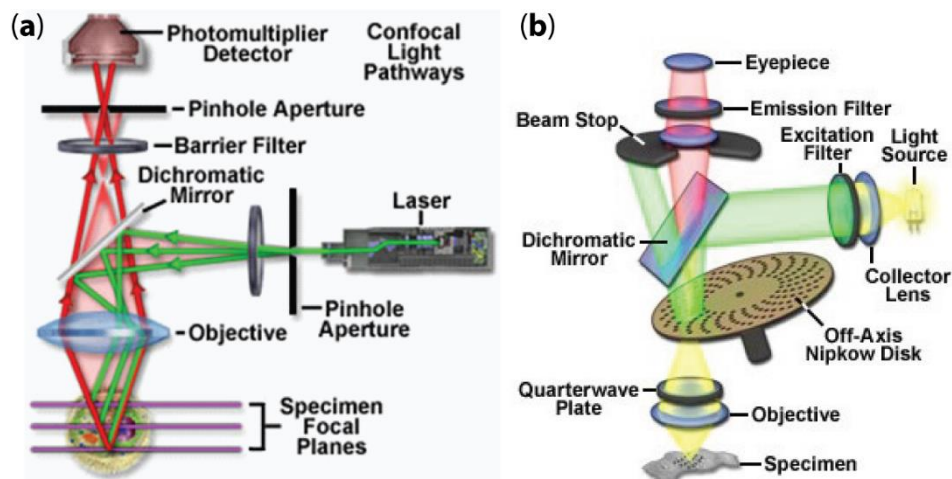 (a)
Photomultiplier
Detector
Confocal
Light
Pathways
Pinhole Aperture
Barrier Filter
Dichromatic
Mirror
Laser
Pinhole
Aperture
Objective
Specimen
Focal
Planes
(b)
Eyepiece
Emission Filter
Beam Stop
Excitation
Filter
Light
Source
Dichromatic
Mirror
Collector
Lens
Off-Axis
Nipkow Disk
Quarterwave
Plate
Objective
Specimen